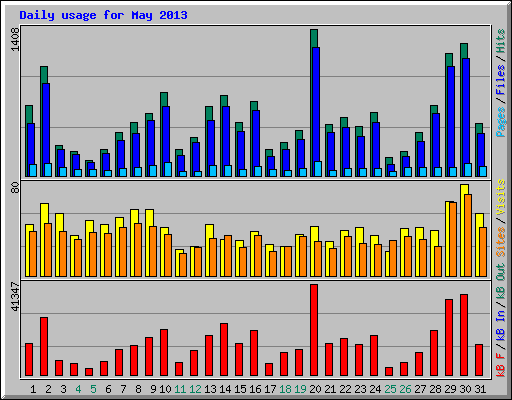 Daily usage for May 2013
1408
Pages / Files / Hits
80
Sites / Visits
41347
kB F / kB In / kB Out
1 2 3 4 5 6 7 8 9 10 11 12 13 14 15 16 17 18 19 20 21 22 23 24 25 26 27 28 29 30 31